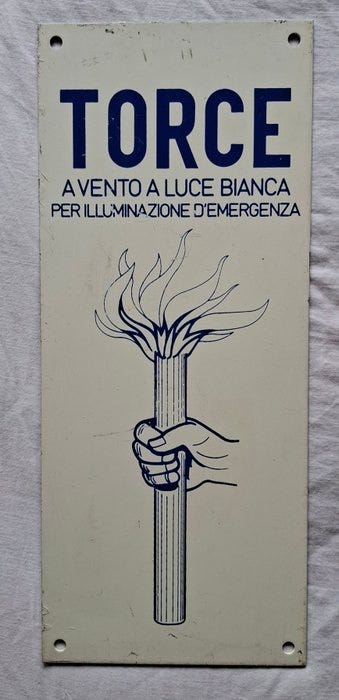 TORCE
A VENTO A LUCE BIANCA
PER ILLUMINAZIONE D'EMERGENZA